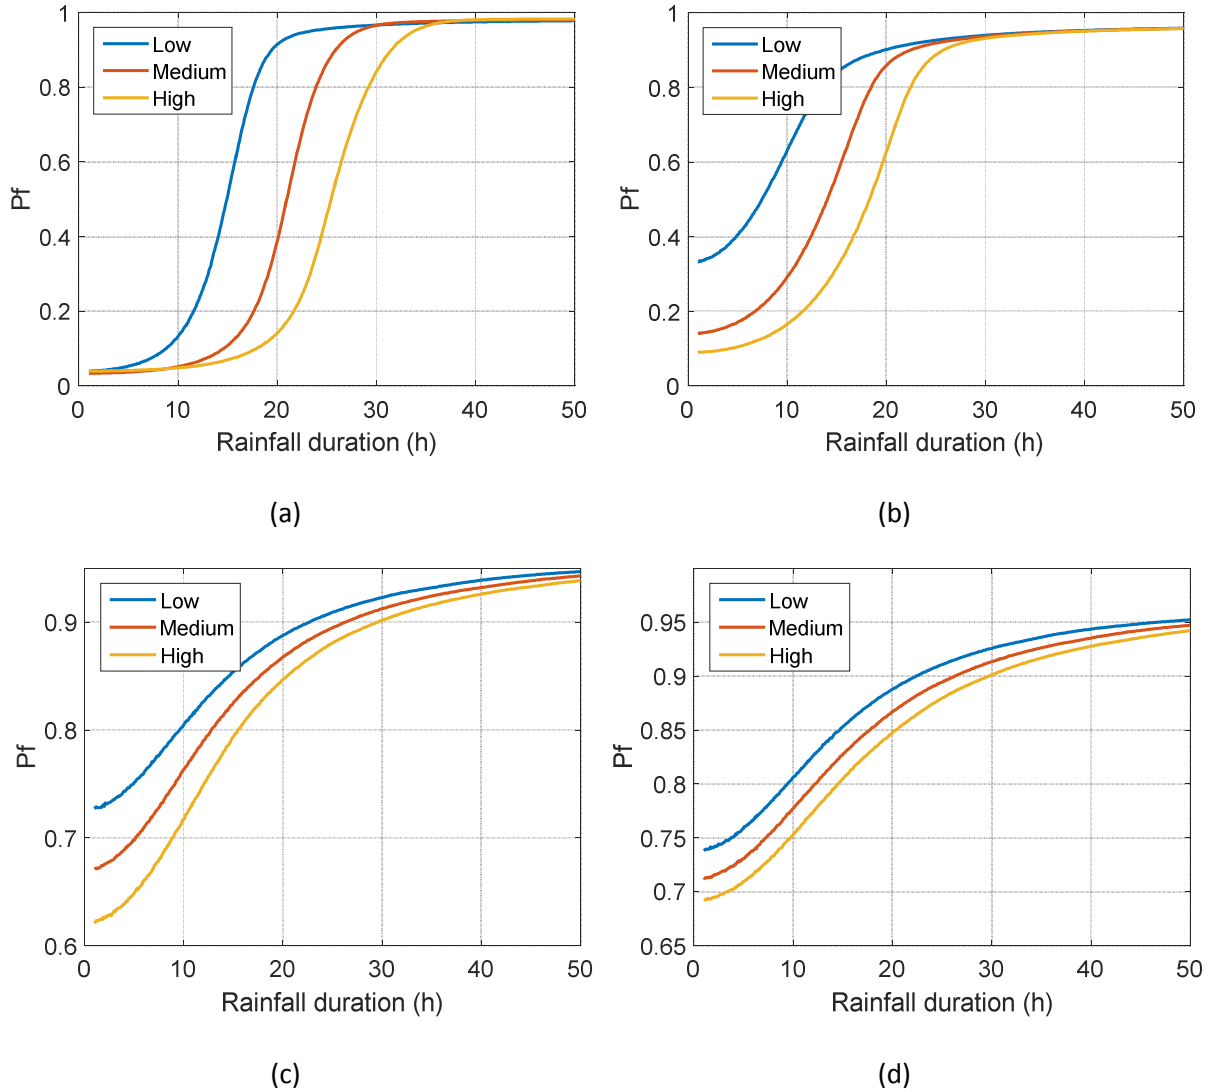 1
0.8
0.6
0.4
0.2
0
Pf
Low
Medium
High
0 10 20 30 40 50
Rainfall duration (h)
(a)
1
0.8
0.6
0.4
0.2
0
Pf
Low
Medium
High
0 10 20 30 40 50
Rainfall duration (h)
(b)
0.9
0.8
0.7
0.6
Pf
Low
Medium
High
0 10 20 30 40 50
Rainfall duration (h)
(c)
0.95
0.9
0.85
0.8
0.75
0.7
0.65
Pf
Low
Medium
High
0 10 20 30 40 50
Rainfall duration (h)
(d)